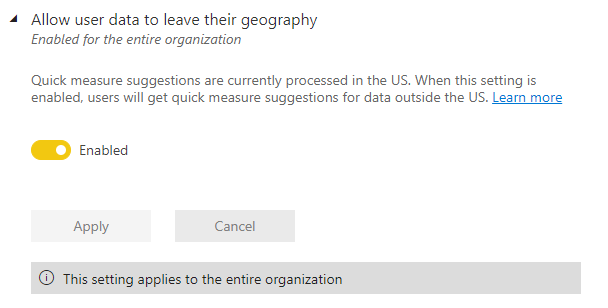 Allow user data to leave their geography
Enabled for the entire organization
Quick measure suggestions are currently processed in the US. When this setting is
enabled, users will get quick measure suggestions for data outside the US. Learn more
Enabled
Apply Cancel
This setting applies to the entire organization